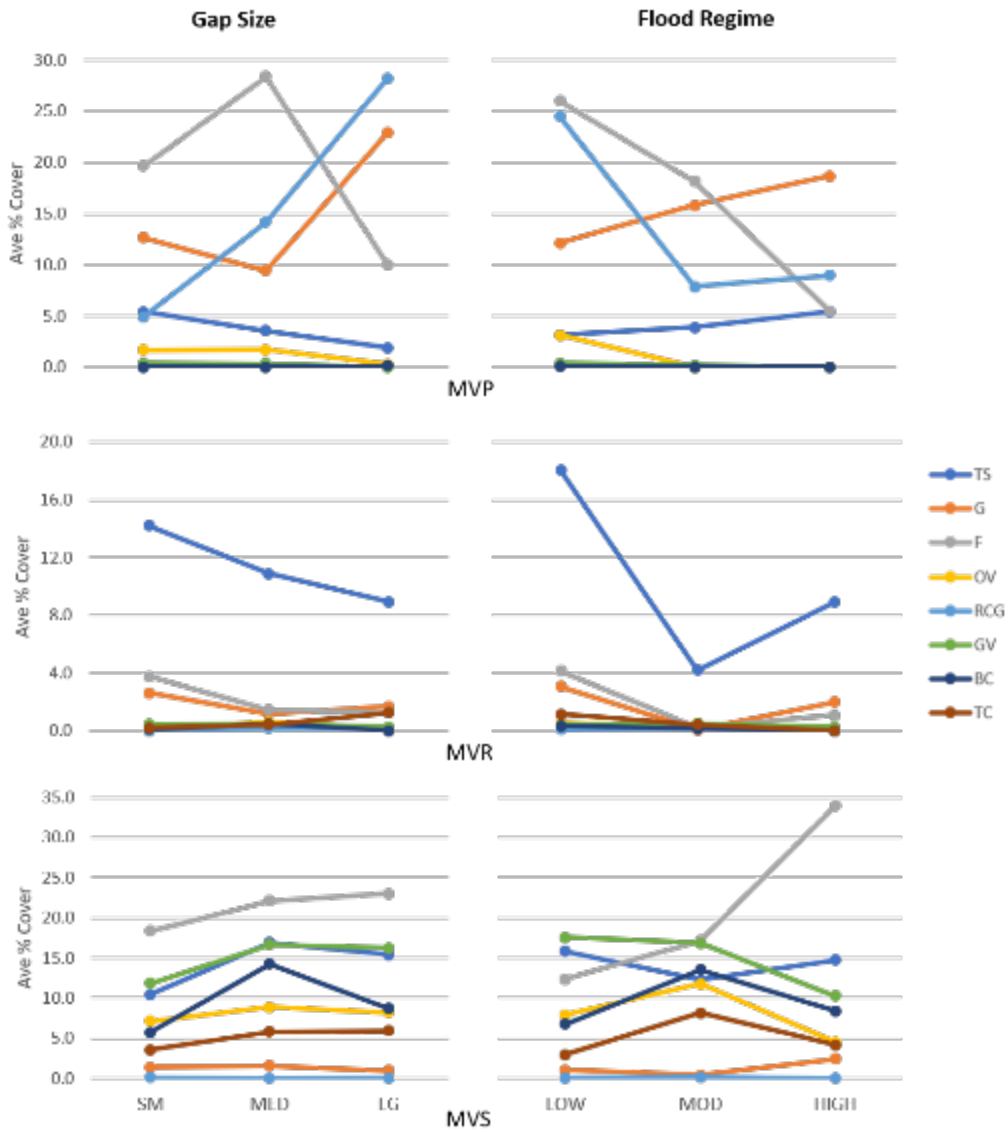 Gap Size
Flood Regime
Ave % Cover
30.0
25.0
20.0
15.0
10.0
5.0
0.0
MVP
Ave % Cover
20.0
16.0
12.0
8.0
4.0
0.0
MVR
TS
G
F
OV
RCG
GV
BC
TC
Ave % Cover
35.0
30.0
25.0
20.0
15.0
10.0
5.0
0.0
SM MED LG LOW MOD HIGH
MVS